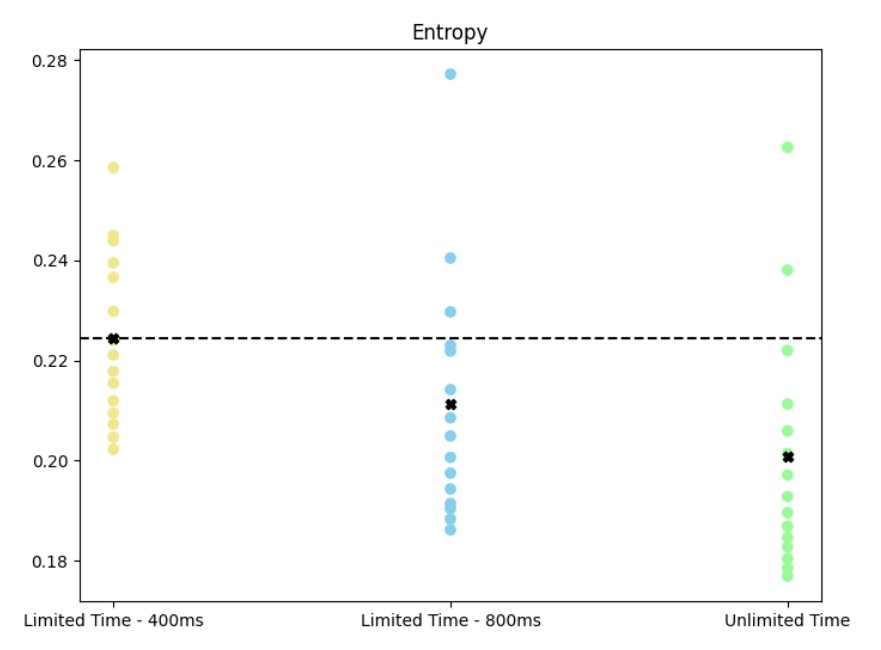 Entropy
0.28
0.26
0.24
0.22
0.20
0.18
Limited Time - 400ms
Limited Time - 800ms
Unlimited Time